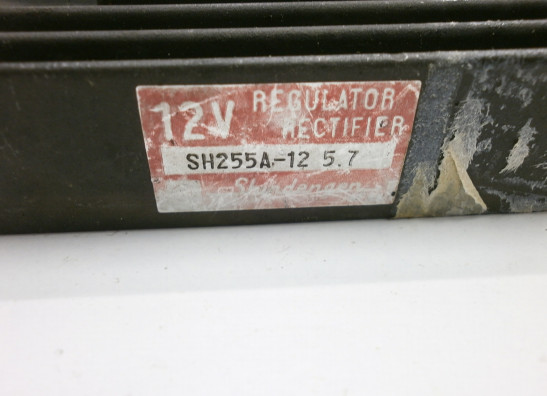 12V REGULATOR
RECTIFIER
SH255A-12 5.7
Shindengen